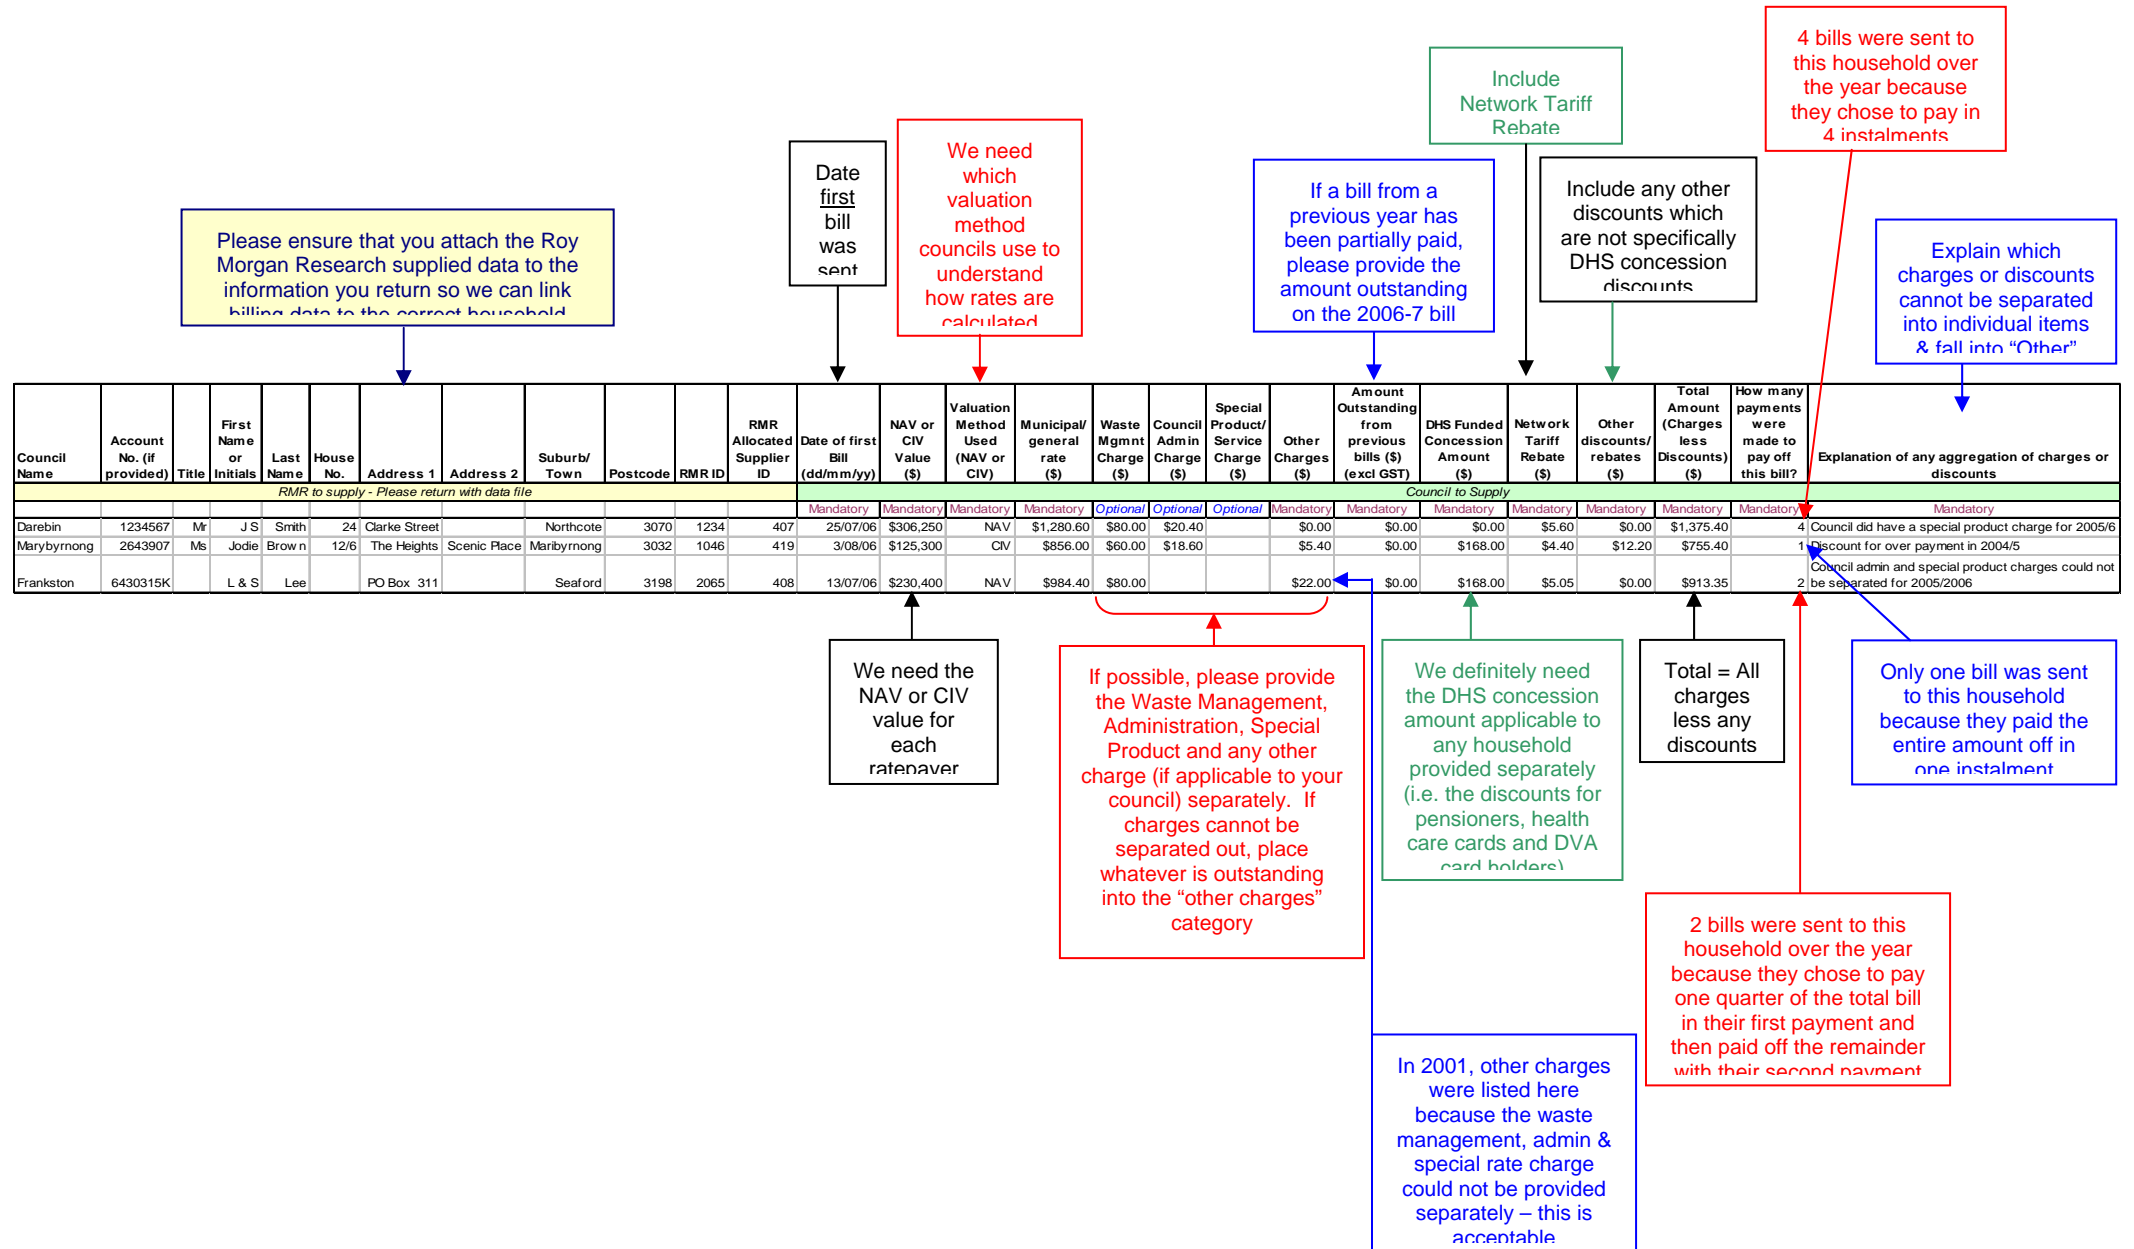 4 bills were sent to
this household over
the year because
they chose to pay in
4 instalments
Include
Network Tariff
Rebate
We need
which
valuation
method
councils use to
understand
how rates are
calculated
Date
first
bill
was
sent
If a bill from a
previous year has
been partially paid,
please provide the
amount outstanding
on the 2006-7 bill
Include any other
discounts which
are not specifically
DHS concession
discounts
Please ensure that you attach the Roy
Morgan Research supplied data to the
information you return so we can link
billing data to the correct household
Explain which
charges or discounts
cannot be separated
into individual items
& fall into “Other”
Council Name | Account No. (if provided) | Title | First Name or Initials | Last Name | House No. | Address 1 | Address 2 | Suburb/ Town | Postcode | RMR ID | RMR Allocated Supplier ID | Date of first Bill (dd/mm/yy) | NAV or CIV Value ($) | Valuation Method Used (NAV or CIV) | Municipal/ general rate ($) | Waste Mgmnt Charge ($) | Council Admin Charge ($) | Special Product/ Service Charge ($) | Other Charges ($) | Amount Outstanding from previous bills ($) (excl GST) | DHS Funded Concession Amount ($) | Network Tariff Rebate ($) | Other discounts/ rebates ($) | Total Amount (Charges less Discounts) ($) | How many payments were made to pay off this bill? | Explanation of any aggregation of charges or discounts
RMR to supply - Please return with data file | Council to Supply
Mandatory Mandatory Mandatory Mandatory Optional Optional Optional Mandatory Mandatory Mandatory Mandatory Mandatory Mandatory Mandatory Mandatory
Darebin 1234567 Mr J S Smith 24 Clarke Street Northcote 3070 1234 407 25/07/06 $306,250 NAV $1,280.60 $80.00 $20.40 $0.00 $0.00 $0.00 $5.60 $0.00 $1,375.40 4 Council did have a special product charge for 2005/6
Marybyrnong 2643907 Ms Jodie Brown 12/6 The Heights Scenic Place Maribyrnong 3032 1046 419 3/08/06 $125,300 CIV $856.00 $60.00 $18.60 $5.40 $0.00 $168.00 $4.40 $12.20 $755.40 1 Discount for over payment in 2004/5
Frankston 6430315K L & S Lee PO Box 311 Seaford 3198 2065 408 13/07/06 $230,400 NAV $984.40 $80.00 $22.00 $0.00 $168.00 $5.05 $0.00 $913.35 2 Council admin and special product charges could not be separated for 2005/2006
We need the
NAV or CIV
value for
each
ratepayer
If possible, please provide
the Waste Management,
Administration, Special
Product and any other
charge (if applicable to your
council) separately. If
charges cannot be
separated out, place
whatever is outstanding
into the “other charges”
category
We definitely need
the DHS concession
amount applicable to
any household
provided separately
(i.e. the discounts for
pensioners, health
care cards and DVA
card holders)
Total = All
charges
less any
discounts
Only one bill was sent
to this household
because they paid the
entire amount off in
one instalment
2 bills were sent to this
household over the year
because they chose to pay
one quarter of the total bill
in their first payment and
then paid off the remainder
with their second payment
In 2001, other charges
were listed here
because the waste
management, admin &
special rate charge
could not be provided
separately – this is
acceptable